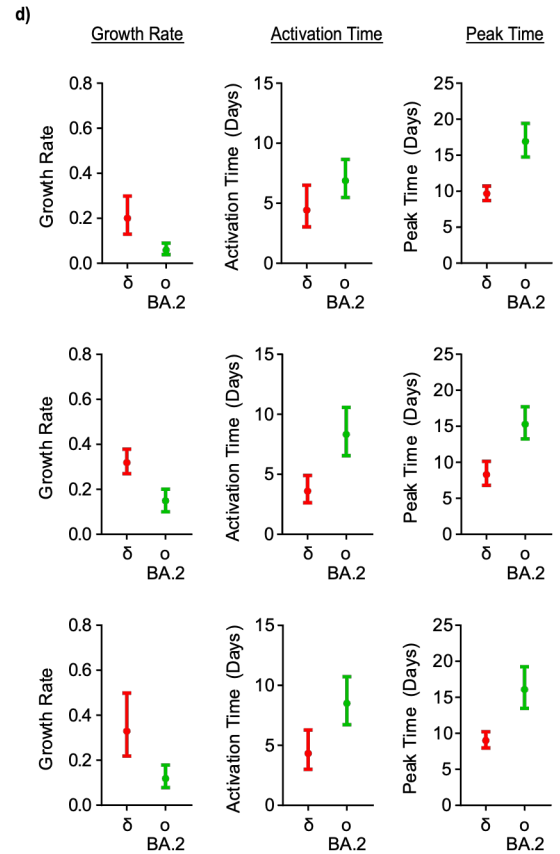 d)
Growth Rate Activation Time Peak Time
Growth Rate
0.8
0.6
0.4
0.2
0.0
δ o
BA.2
Activation Time (Days)
15
10
5
0
δ o
BA.2
Peak Time (Days)
25
20
15
10
5
0
δ o
BA.2
Growth Rate
0.8
0.6
0.4
0.2
0.0
δ o
BA.2
Activation Time (Days)
15
10
5
0
δ o
BA.2
Peak Time (Days)
25
20
15
10
5
0
δ o
BA.2
Growth Rate
0.8
0.6
0.4
0.2
0.0
δ o
BA.2
Activation Time (Days)
15
10
5
0
δ o
BA.2
Peak Time (Days)
25
20
15
10
5
0
δ o
BA.2